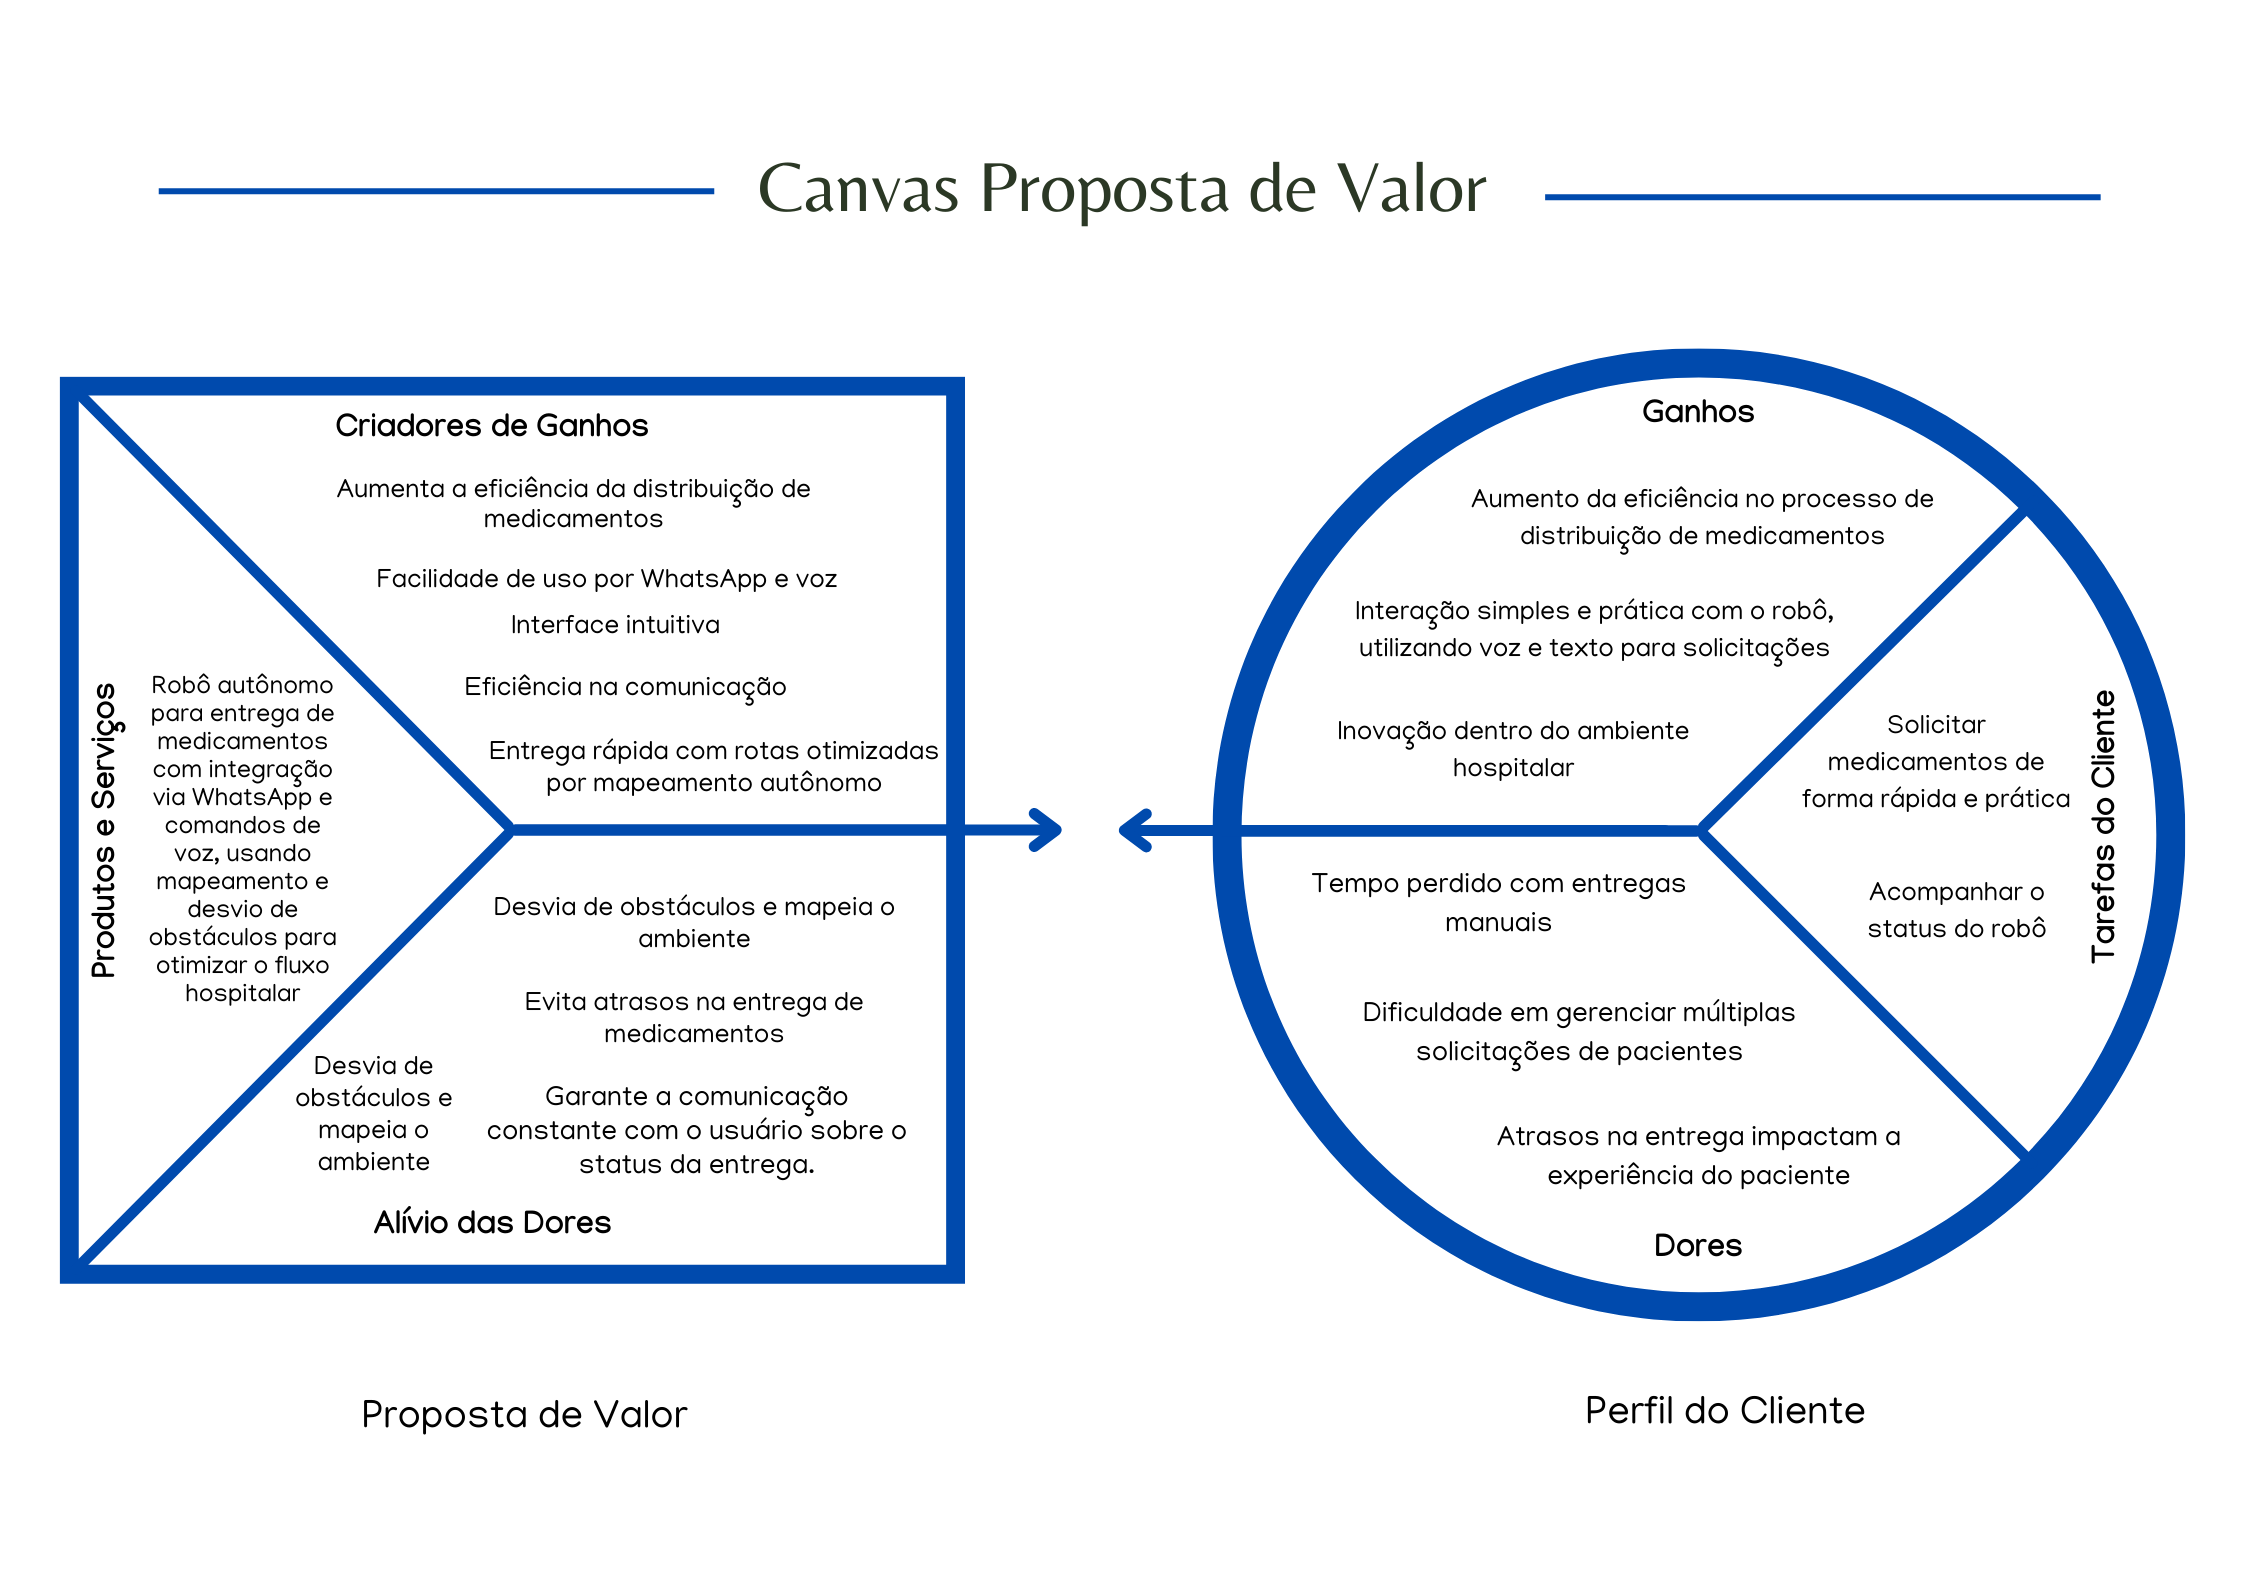 Canvas Proposta de Valor
Criadores de Ganhos
Aumenta a eficiência da distribuição de
medicamentos
Facilidade de uso por WhatsApp e voz
Interface intuitiva
Eficiência na comunicação
Entrega rápida com rotas otimizadas
por mapeamento autônomo
Produtos e Serviços
Robô autônomo
para entrega de
medicamentos
com integração
via WhatsApp e
comandos de
voz, usando
mapeamento e
desvio de
obstáculos para
otimizar o fluxo
hospitalar
Desvia de obstáculos e mapeia o
ambiente
Evita atrasos na entrega de
medicamentos
Desvia de
obstáculos e
mapeia o
ambiente
Garante a comunicação
constante com o usuário sobre o
status da entrega.
Alívio das Dores
Proposta de Valor
Ganhos
Aumento da eficiência no processo de
distribuição de medicamentos
Interação simples e prática com o robô,
utilizando voz e texto para solicitações
Inovação dentro do ambiente
hospitalar
Solicitar
medicamentos de
forma rápida e prática
Acompanhar o
status do robô
Tarefas do Cliente
Tempo perdido com entregas
manuais
Dificuldade em gerenciar múltiplas
solicitações de pacientes
Atrasos na entrega impactam a
experiência do paciente
Dores
Perfil do Cliente